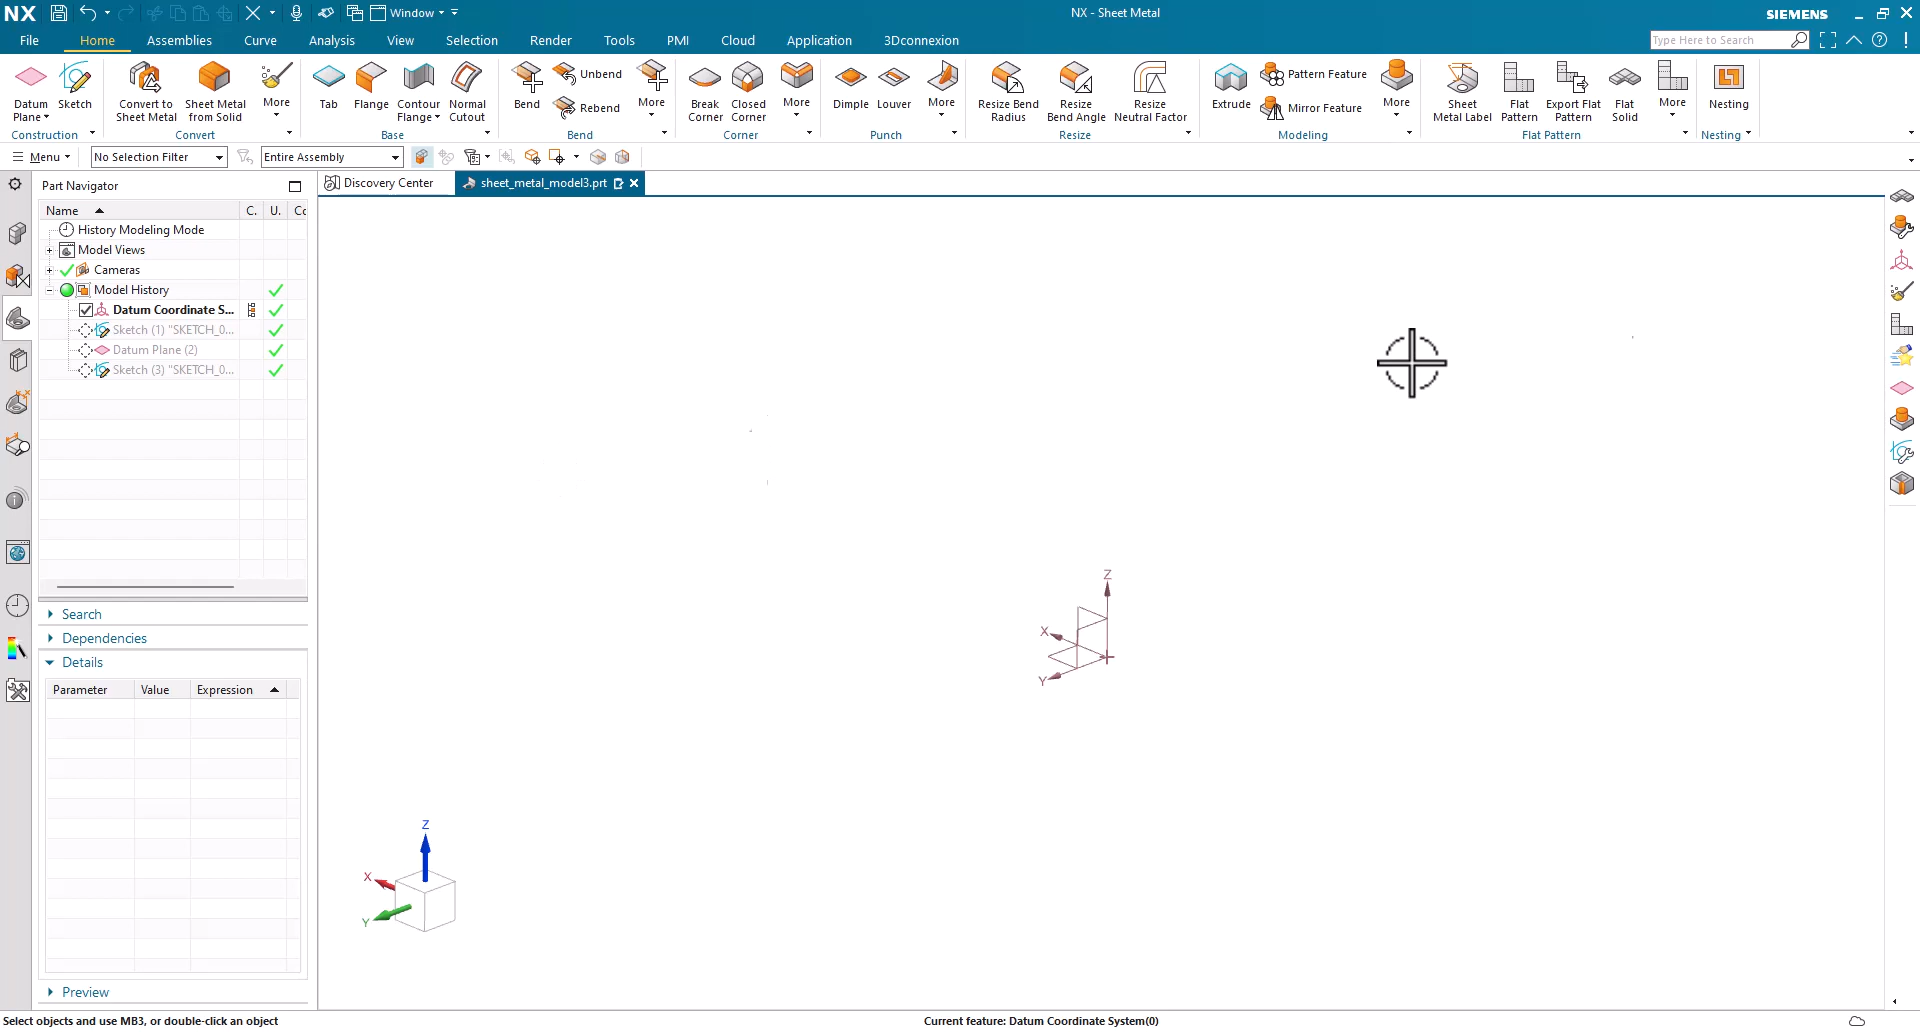 NX
Window
NX - Sheet Metal
SIEMENS
File
Home
Assemblies
Curve
Analysis
View
Selection
Render
Tools
PMI
Cloud
Application
3Dconnexion
Type Here to Search
Datum
Plane
Sketch
Construction
Convert to
Sheet Metal
Sheet Metal
from Solid
More
Convert
Tab
Flange
Contour
Flange
Normal
Cutout
Base
Bend
Unbend
Rebend
More
Bend
Break
Corner
Closed
Corner
More
Corner
Dimple
Louver
More
Punch
Resize Bend
Radius
Resize
Bend Angle
Resize
Neutral Factor
Resize
Extrude
Pattern Feature
Mirror Feature
More
Modeling
Sheet
Metal Label
Flat
Pattern
Export Flat
Pattern
Flat
Solid
More
Flat Pattern
Nesting
Nesting
Menu
No Selection Filter
Entire Assembly
Part Navigator
Discovery Center
sheet_metal_model3.prt
Name
C.
U.
Cc
History Modeling Mode
Model Views
Cameras
Model History
Datum Coordinate S...
Sketch (1) "SKETCH_0...
Datum Plane (2)
Sketch (3) "SKETCH_0...
Search
Dependencies
Details
Parameter
Value
Expression
Preview
Z
X
Y
Z
X
Y
Select objects and use MB3, or double-click an object
Current feature: Datum Coordinate System(0)